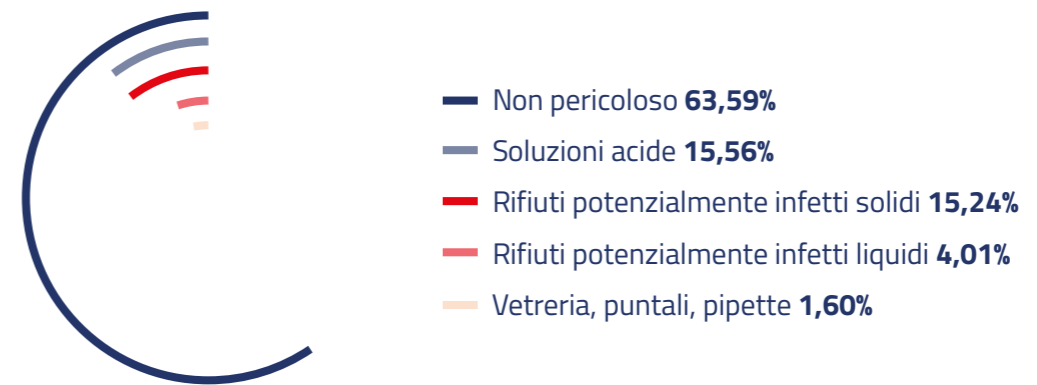 Non pericoloso 63,59%
Soluzioni acide 15,56%
Rifiuti potenzialmente infetti solidi 15,24%
Rifiuti potenzialmente infetti liquidi 4,01%
Vetreria, puntali, pipette 1,60%